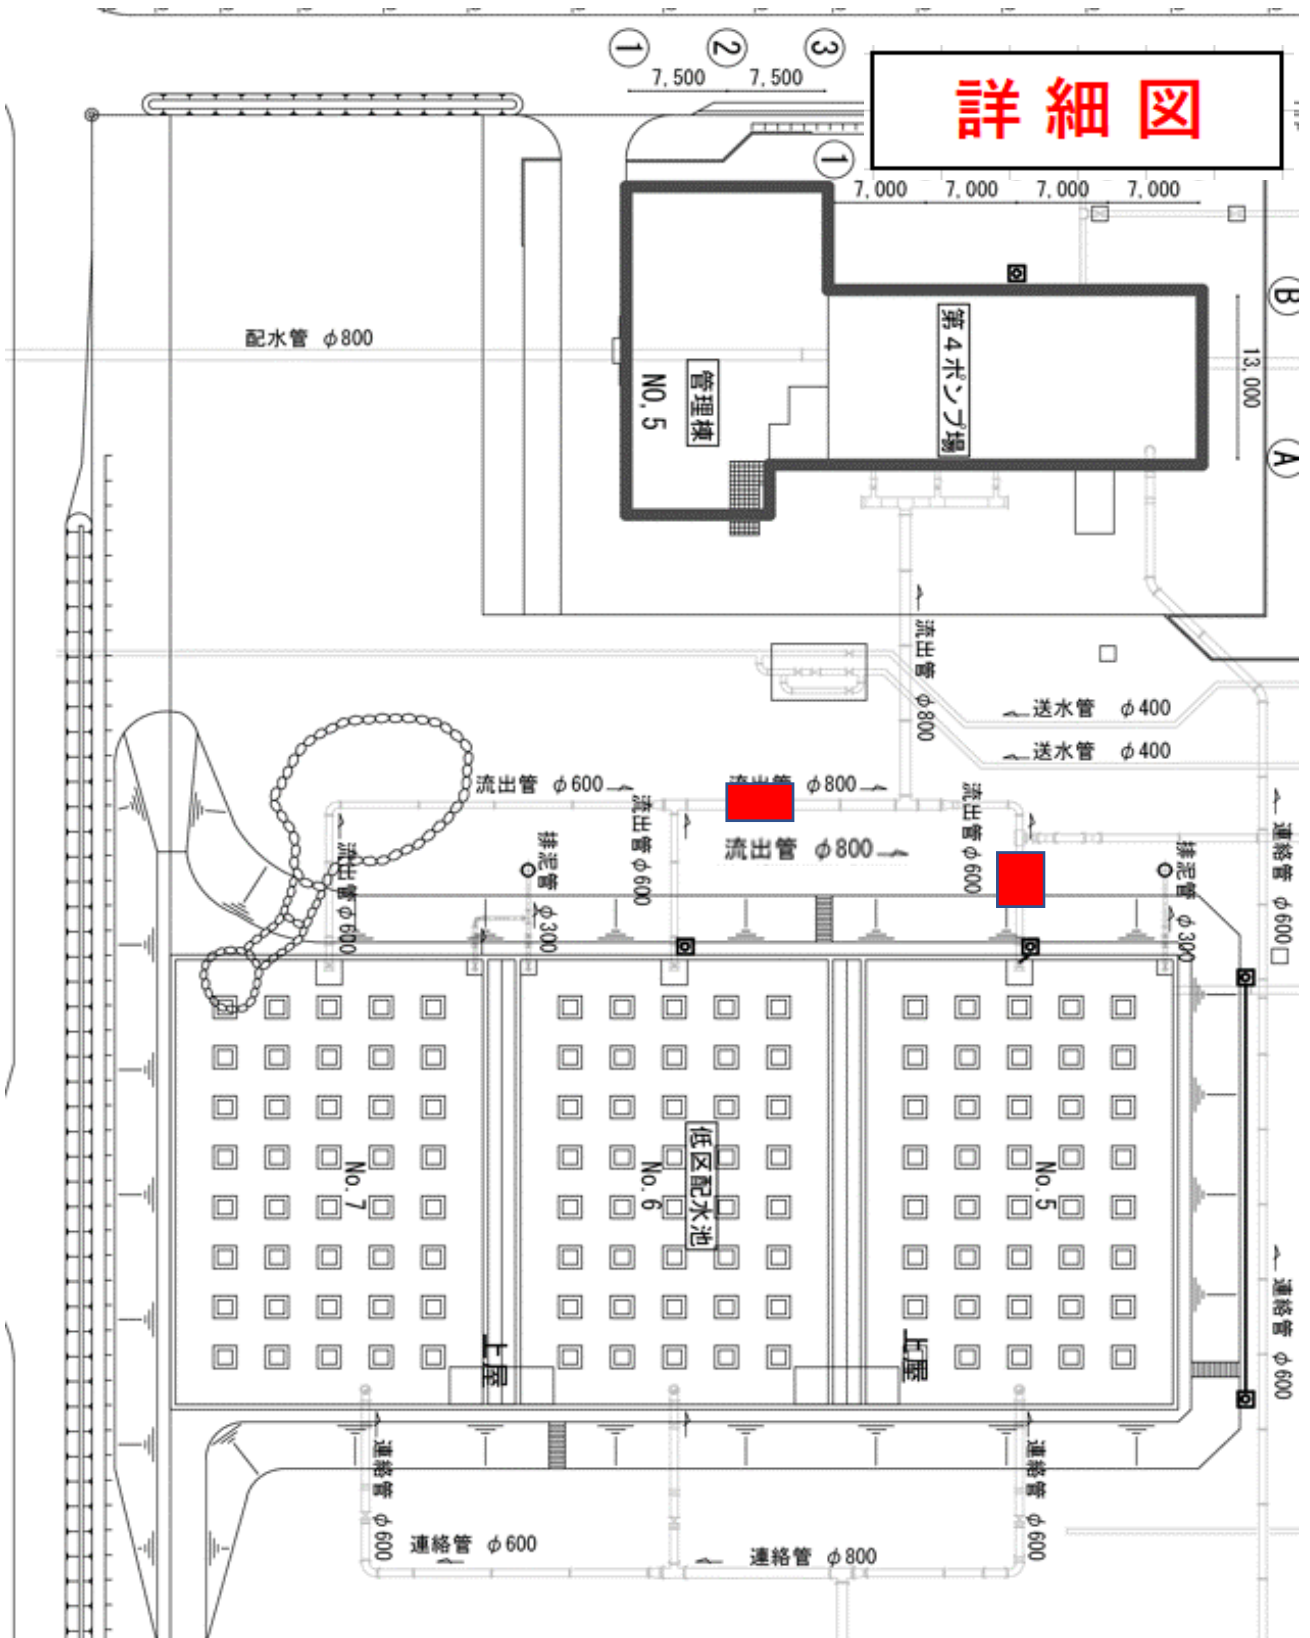 詳細図
① ② ③
7,500 7,500
①
7,000 7,000 7,000 7,000
Ⓑ
13,000
Ⓐ
配水管 φ800
管理棟
NO,5
第4ポンプ場
流出管 φ800
送水管 φ400
送水管 φ400
流出管 φ600
流出管 φ800
流出管 φ800
流出管 φ600
流出管 φ600
流出管 φ600
排泥管 φ300
排泥管 φ300
連絡管 φ600
低区配水池
No.7
No.6
No.5
上屋
上屋
連絡管 φ600
連絡管 φ600
連絡管 φ600
連絡管 φ600
連絡管 φ800